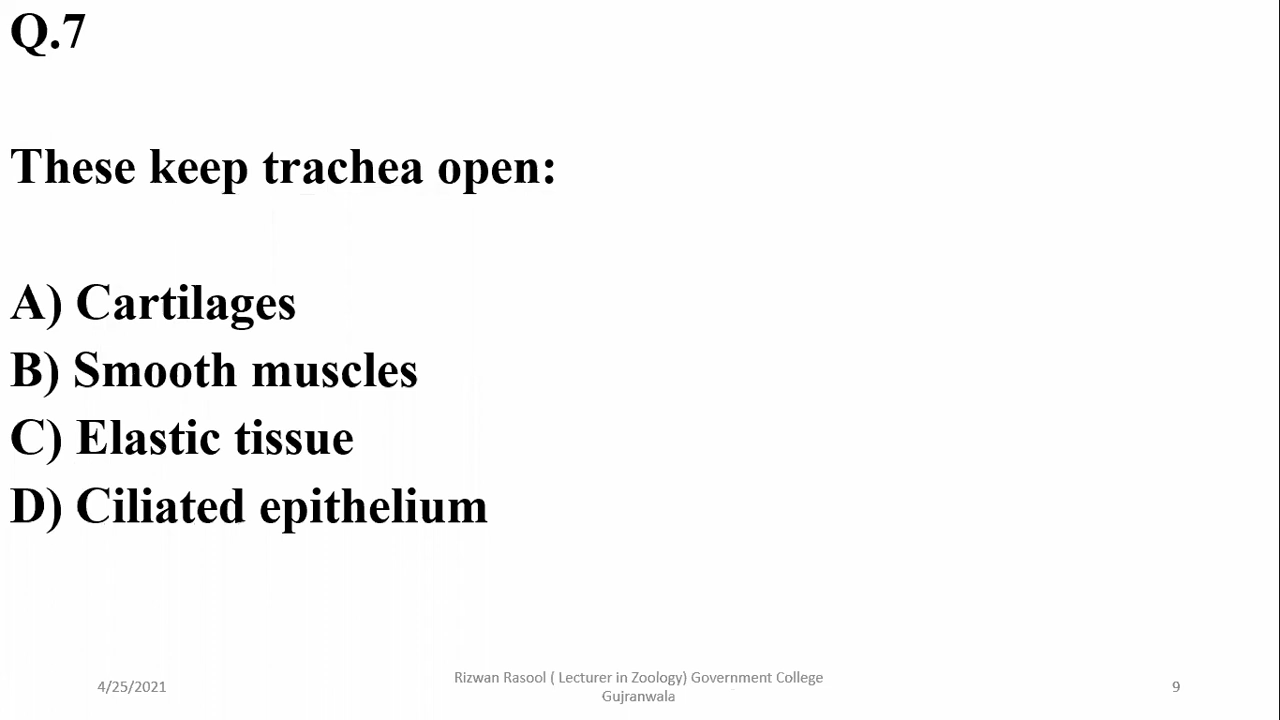 Q.7
These keep trachea open:
A) Cartilages
B) Smooth muscles
C) Elastic tissue
D) Ciliated epithelium
4/25/2021
Rizwan Rasool ( Lecturer in Zoology) Government College
Gujranwala
9